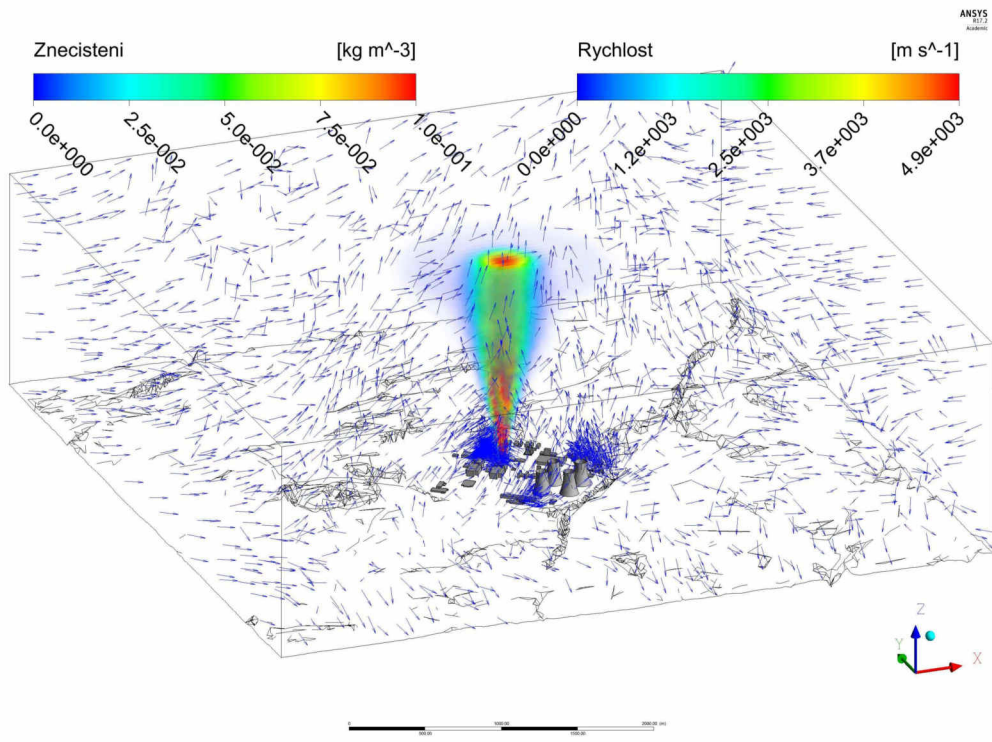 ANSYS
R17.2
Academic
Znecisteni [kg m^-3]
0.0e+000 2.5e-002 5.0e-002 7.5e-002 1.0e-001
Rychlost [m s^-1]
0.0e+000 1.2e+003 2.5e+003 3.7e+003 4.9e+003
Z
Y
X
0 1000.00 2000.00 (m)
500.00 1500.00